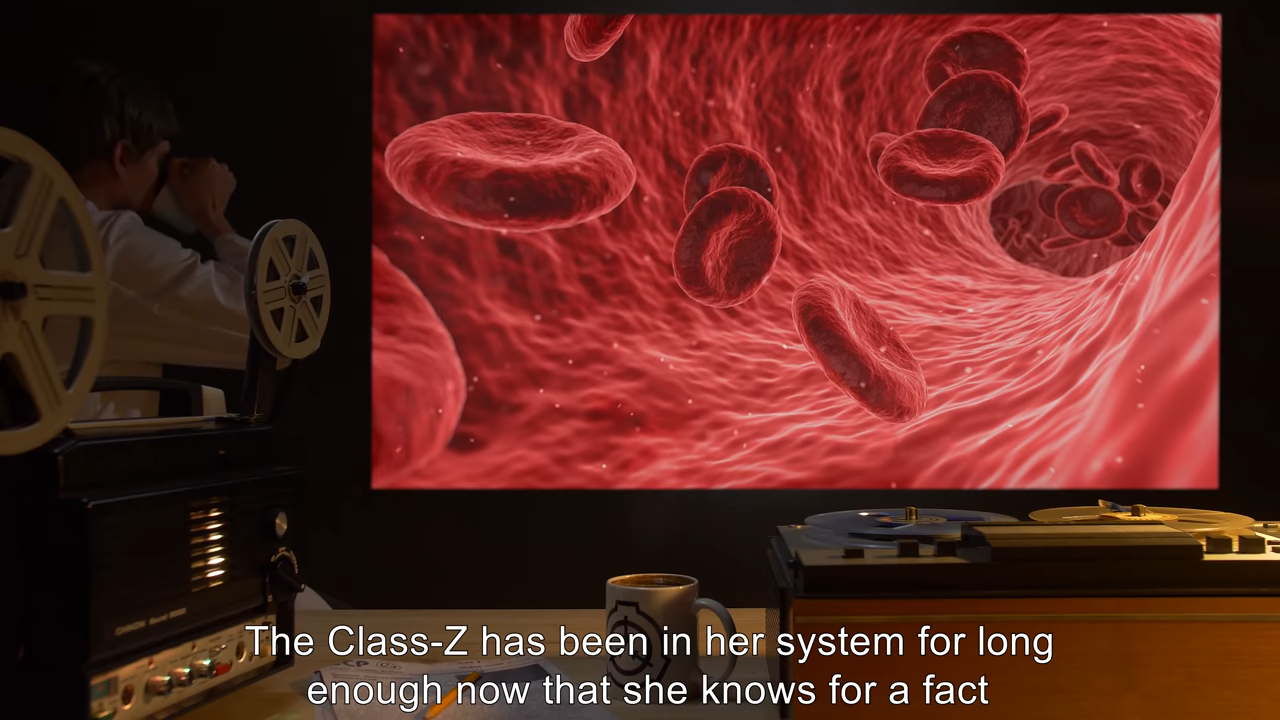 The Class-Z has been in her system for long
enough now that she knows for a fact